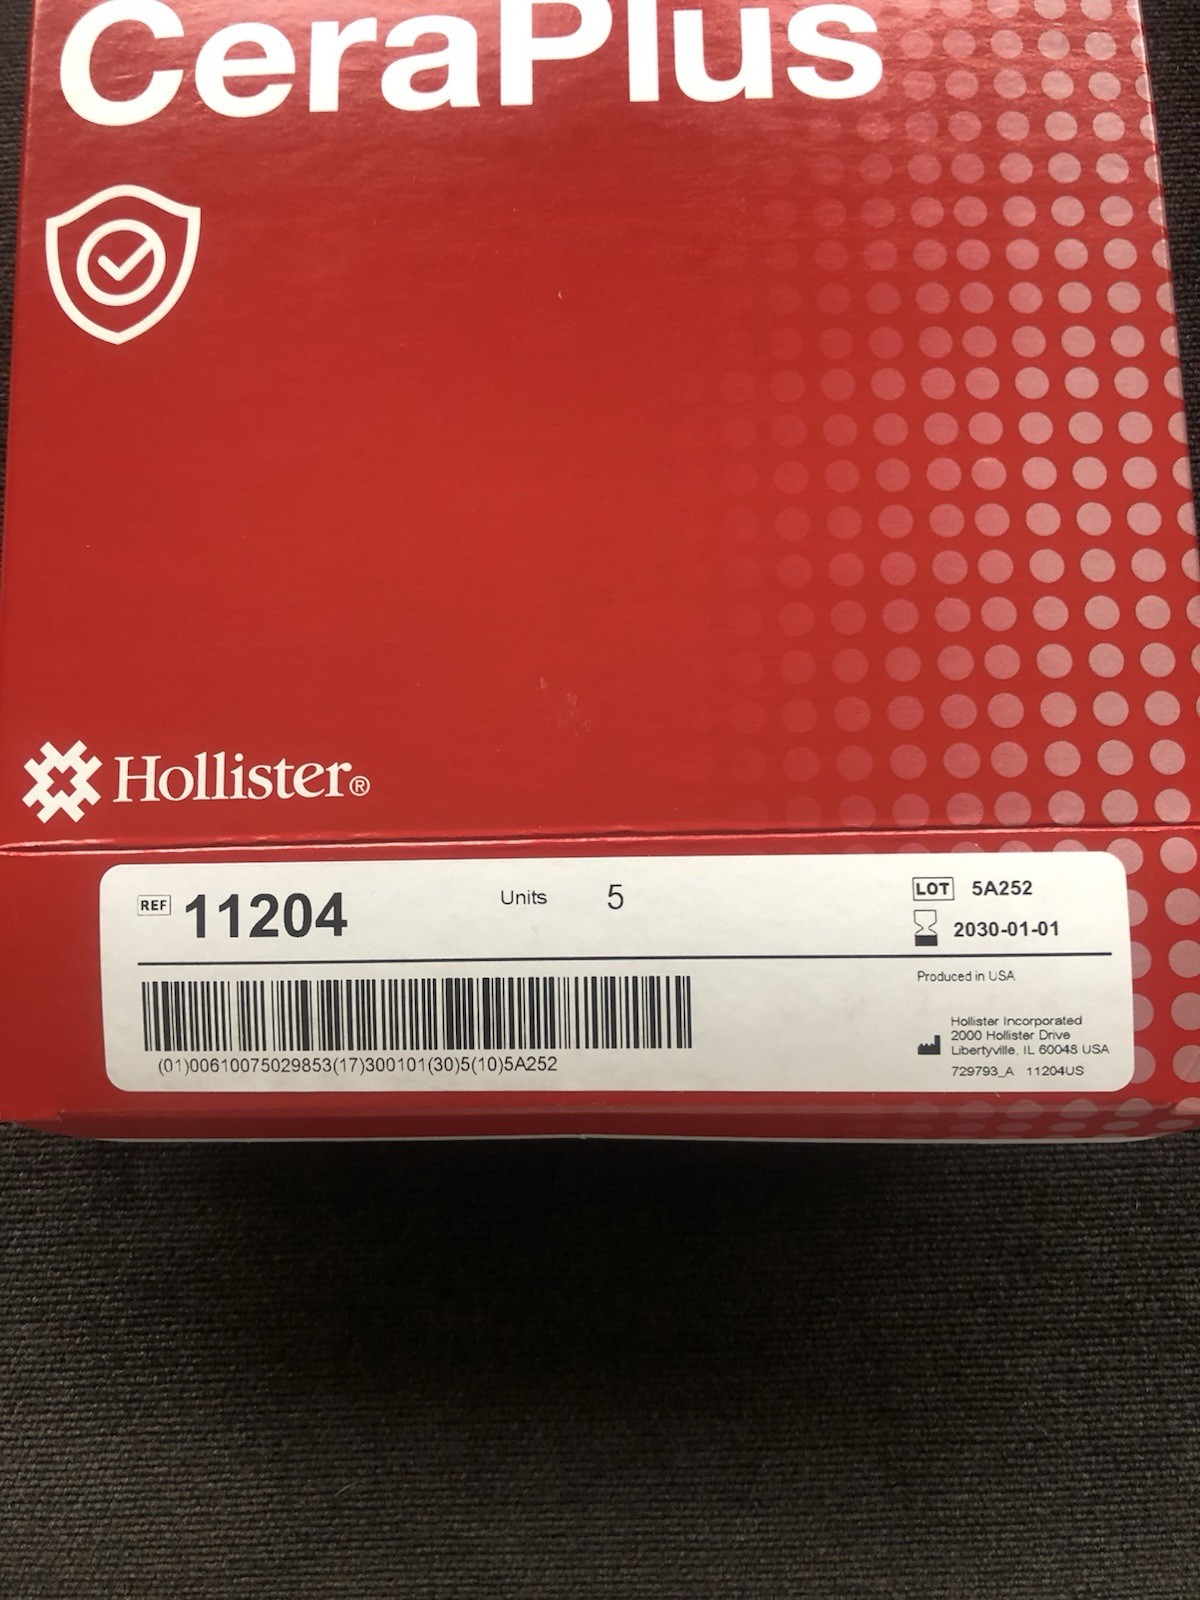 CeraPlus
Hollister®
REF 11204 Units 5 LOT 5A252
2030-01-01
Produced in USA
(01)00610075029853(17)300101(30)5(10)5A252
Hollister Incorporated
2000 Hollister Drive
Libertyville, IL 60048 USA
729793_A 11204US